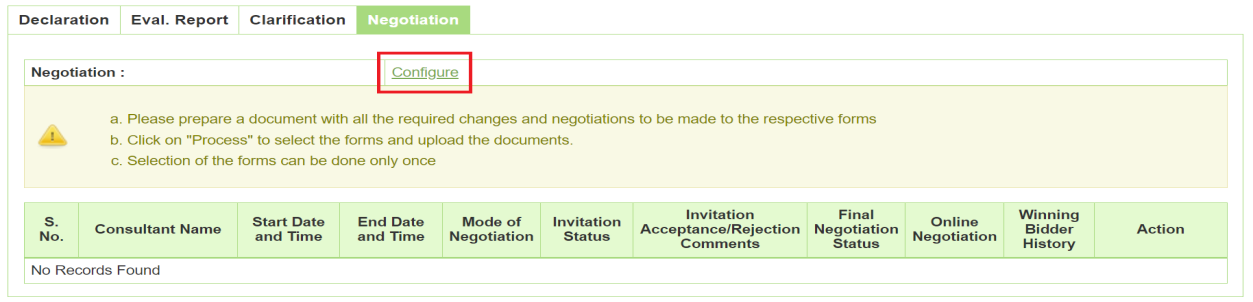 Declaration Eval. Report Clarification Negotiation
Negotiation : Configure
a. Please prepare a document with all the required changes and negotiations to be made to the respective forms
b. Click on "Process" to select the forms and upload the documents.
c. Selection of the forms can be done only once
S. No. Consultant Name Start Date and Time End Date and Time Mode of Negotiation Invitation Status Invitation Acceptance/Rejection Comments Final Negotiation Status Online Negotiation Winning Bidder History Action
No Records Found